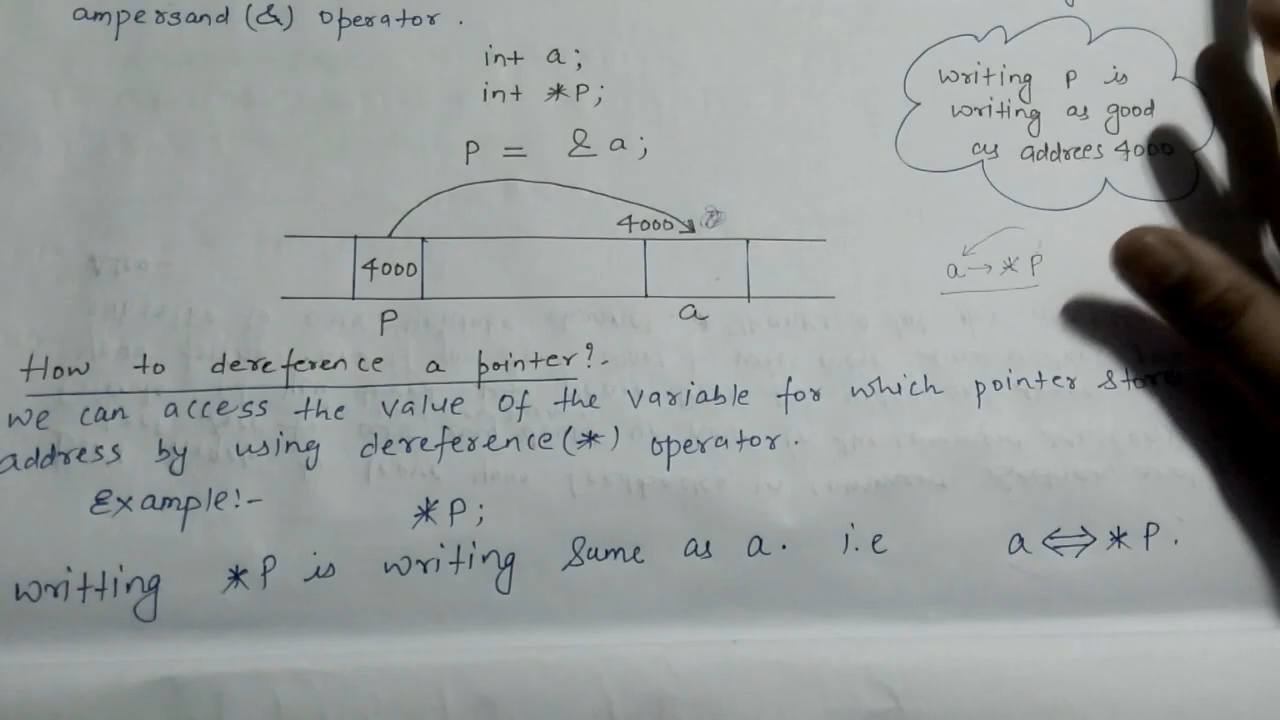 ampersand (&) operator.
int a;
int *P;
P = &a;
writing P is
writing as good
as addrees 4000
4000
4000
P
a
a→*P
How to dereference a pointer?-
we can access the value of the variable for which pointer store
address by using dereference(*) operator.
Example:-
*P;
writting *P is writing same as a. i.e a⇔*P.